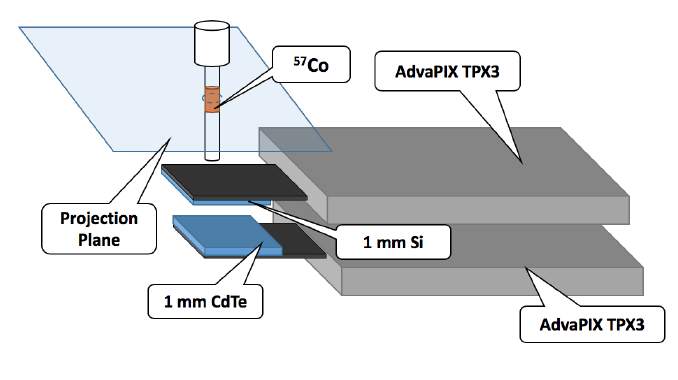 ⁵⁷Co
AdvaPIX TPX3
Projection
Plane
1 mm Si
1 mm CdTe
AdvaPIX TPX3